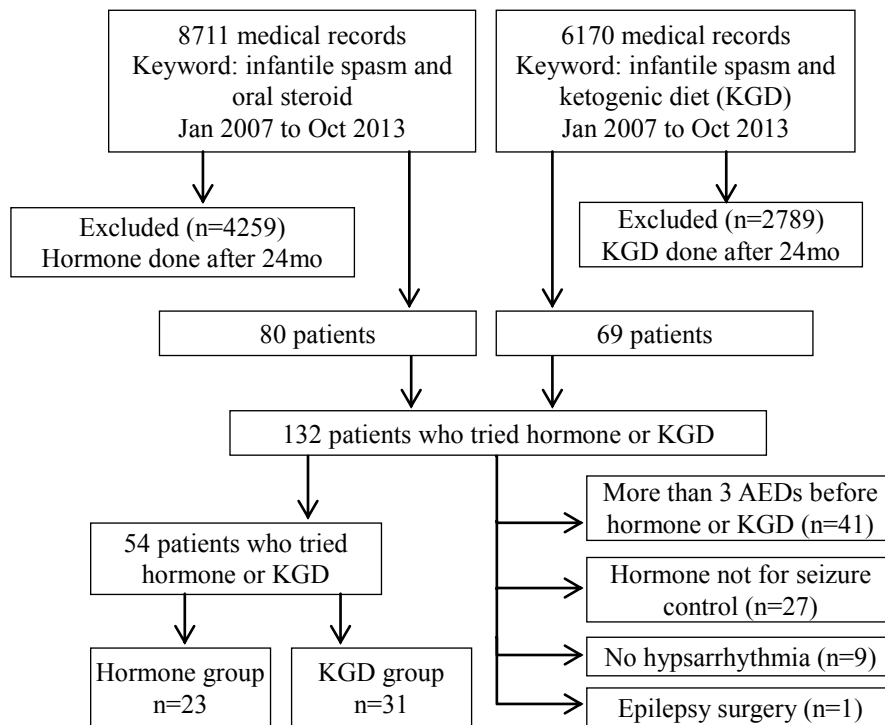 8711 medical records
Keyword: infantile spasm and
oral steroid
Jan 2007 to Oct 2013
6170 medical records
Keyword: infantile spasm and
ketogenic diet (KGD)
Jan 2007 to Oct 2013
Excluded (n=4259)
Hormone done after 24mo
Excluded (n=2789)
KGD done after 24mo
80 patients
69 patients
132 patients who tried hormone or KGD
More than 3 AEDs before
hormone or KGD (n=41)
54 patients who tried
hormone or KGD
Hormone not for seizure
control (n=27)
No hypsarrhythmia (n=9)
Hormone group
n=23
KGD group
n=31
Epilepsy surgery (n=1)